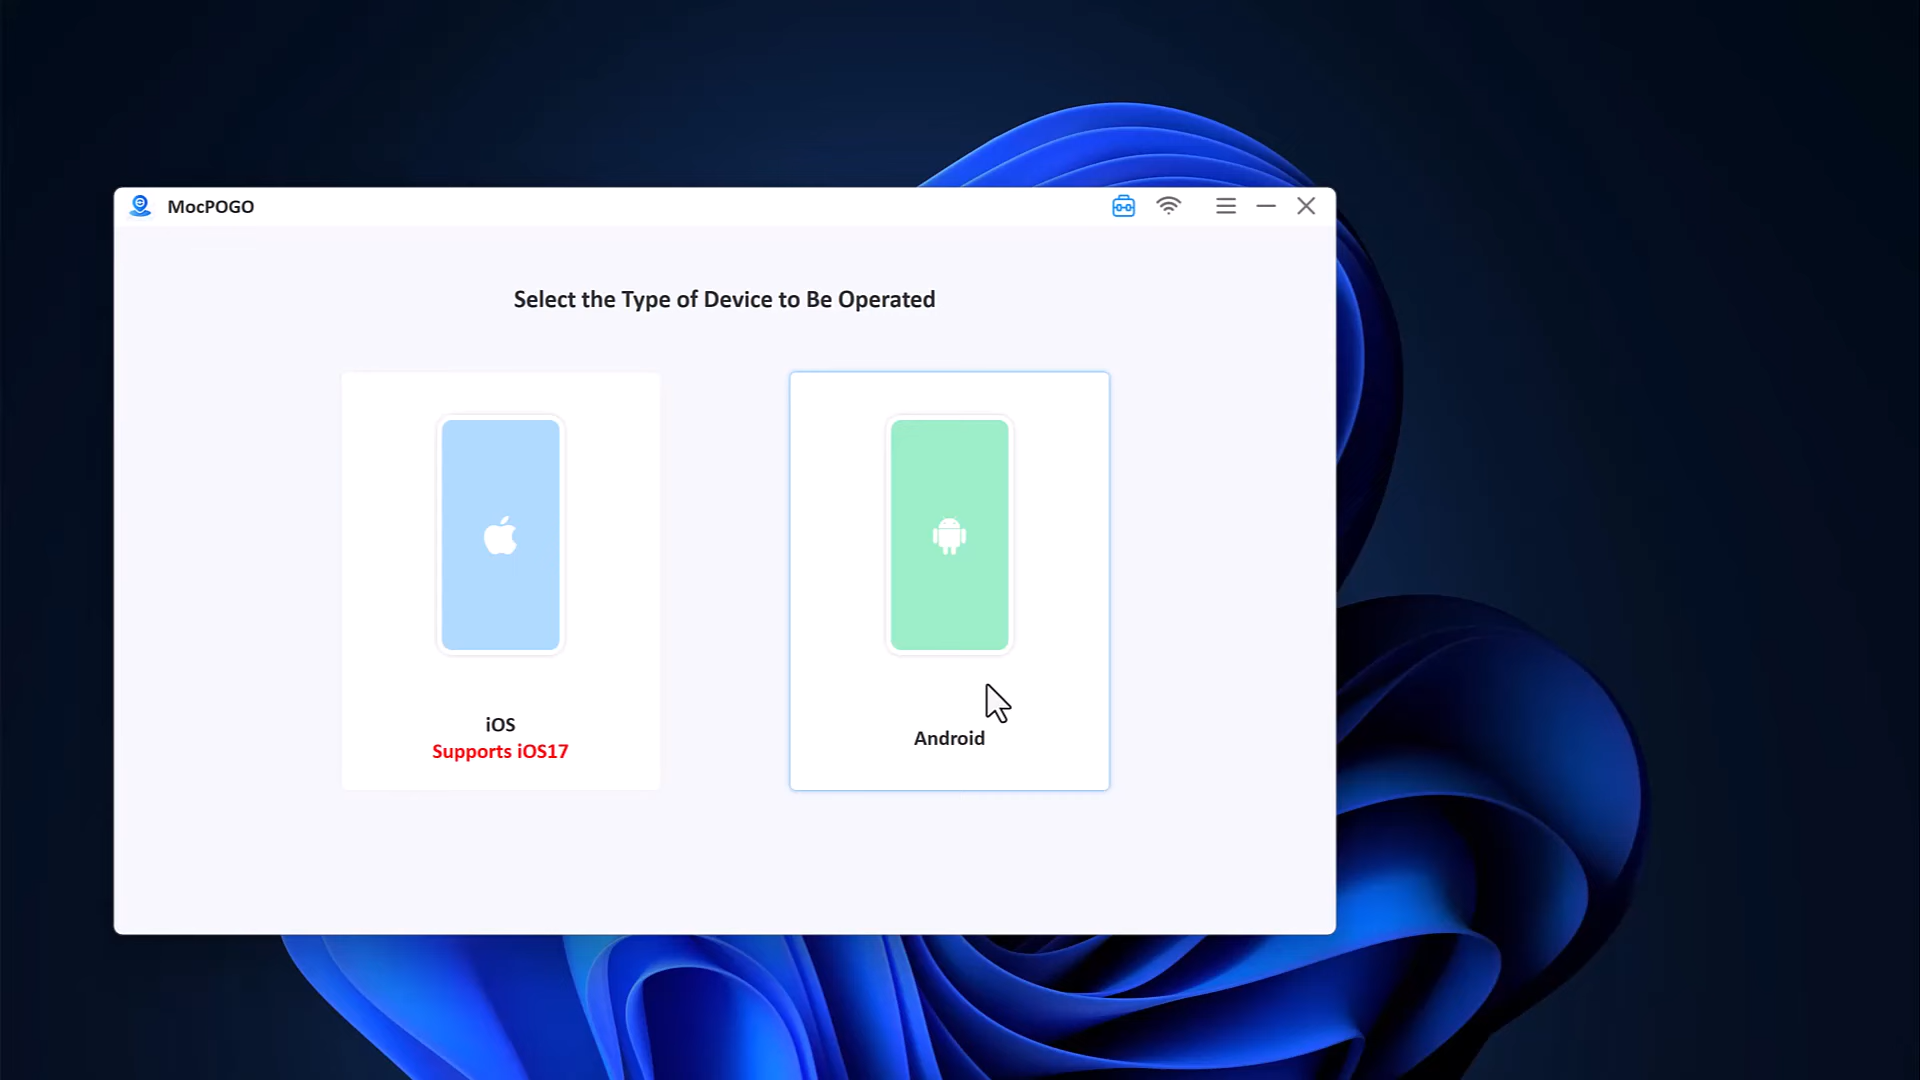 MocPOGO
Select the Type of Device to Be Operated
iOS
Supports iOS17
Android